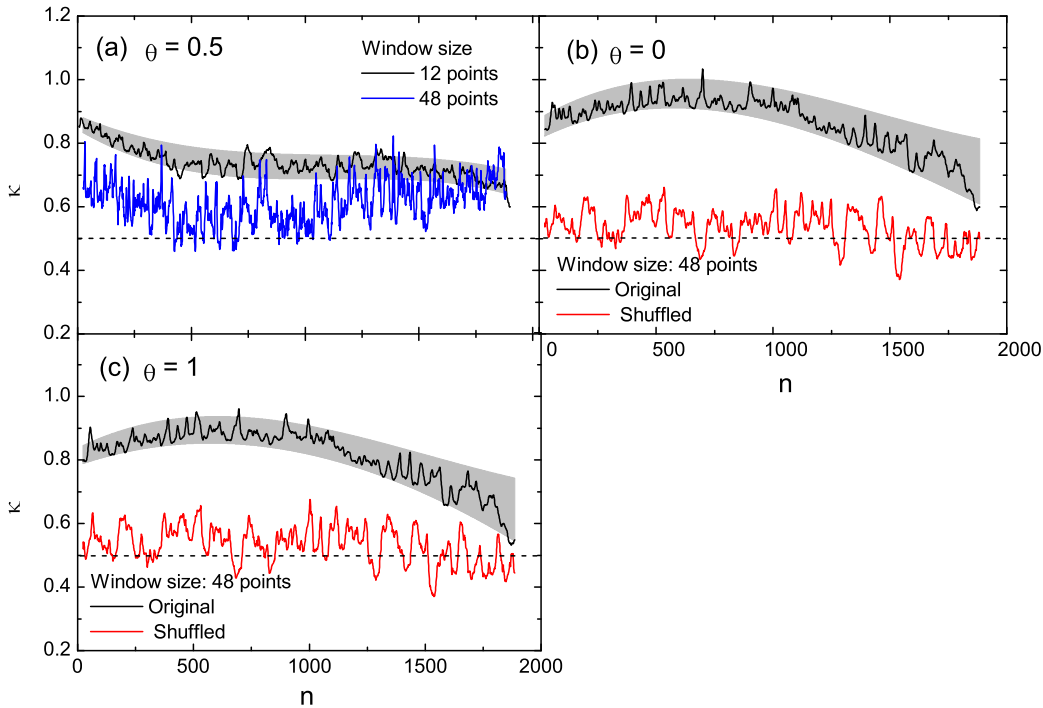 (a) θ = 0.5
Window size
12 points
48 points
1.2
1.0
0.8
0.6
0.4
0.2
κ
(b) θ = 0
Window size: 48 points
Original
Shuffled
0 500 1000 1500 2000
n
(c) θ = 1
1.0
0.8
0.6
0.4
0.2
κ
Window size: 48 points
Original
Shuffled
0 500 1000 1500 2000
n